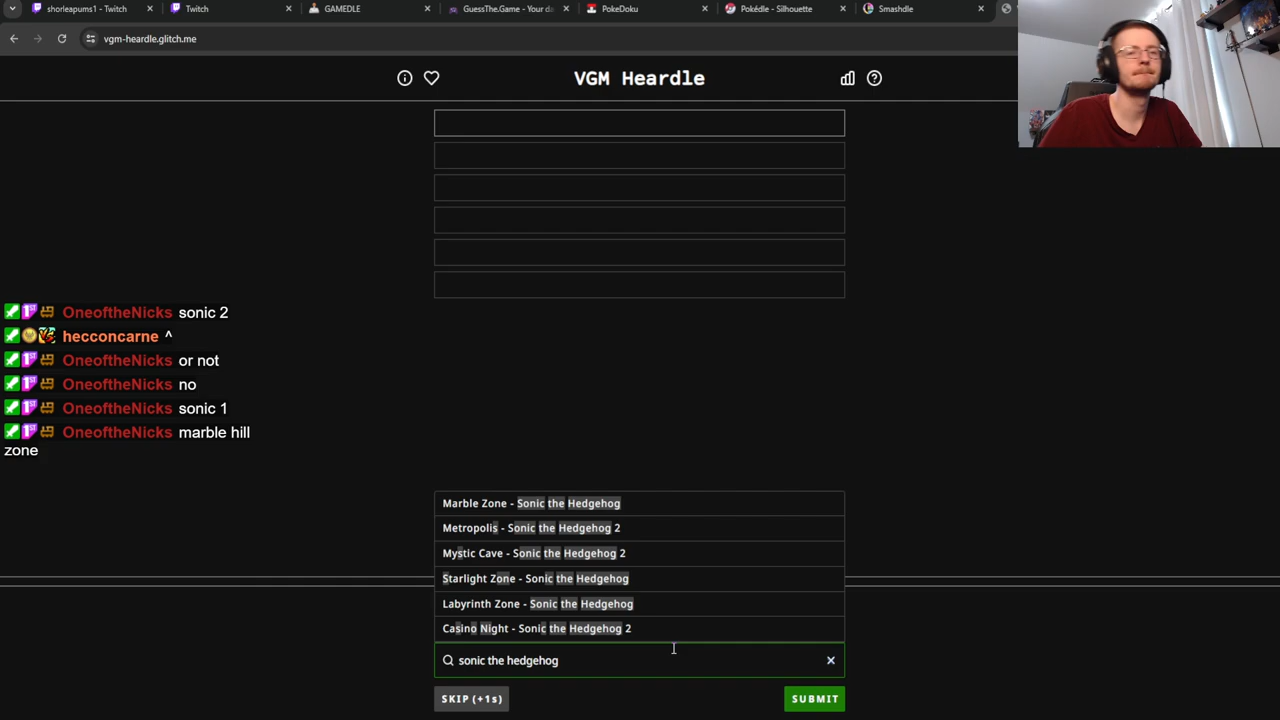 shorleapums1 - Twitch
Twitch
GAMEDLE
GuessThe.Game - Your da
PokeDoku
Pokédle - Silhouette
Smashdle
vgm-heardle.glitch.me
VGM Heardle
OneoftheNicks sonic 2
hecconcarne ^
OneoftheNicks or not
OneoftheNicks no
OneoftheNicks sonic 1
OneoftheNicks marble hill
zone
Marble Zone - Sonic the Hedgehog
Metropolis - Sonic the Hedgehog 2
Mystic Cave - Sonic the Hedgehog 2
Starlight Zone - Sonic the Hedgehog
Labyrinth Zone - Sonic the Hedgehog
Casino Night - Sonic the Hedgehog 2
sonic the hedgehog
SKIP (+1s)
SUBMIT